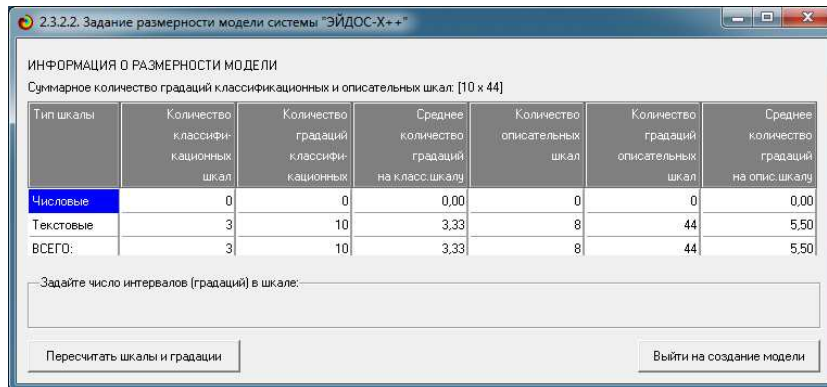 2.3.2.2. Задание размерности модели системы "ЭЙДОС-X++"
ИНФОРМАЦИЯ О РАЗМЕРНОСТИ МОДЕЛИ
Суммарное количество градаций классификационных и описательных шкал: [10 x 44]
Тип шкалы Количество классифи- кационных шкал Количество градаций классифи- кационных Среднее количество градаций на класс.шкалу Количество описательных шкал Количество градаций описательных шкал Среднее количество градаций на опис.шкалу
Числовые 0 0 0,00 0 0 0,00
Текстовые 3 10 3,33 8 44 5,50
ВСЕГО: 3 10 3,33 8 44 5,50
Задайте число интервалов (градаций) в шкале:
Пересчитать шкалы и градации Выйти на создание модели